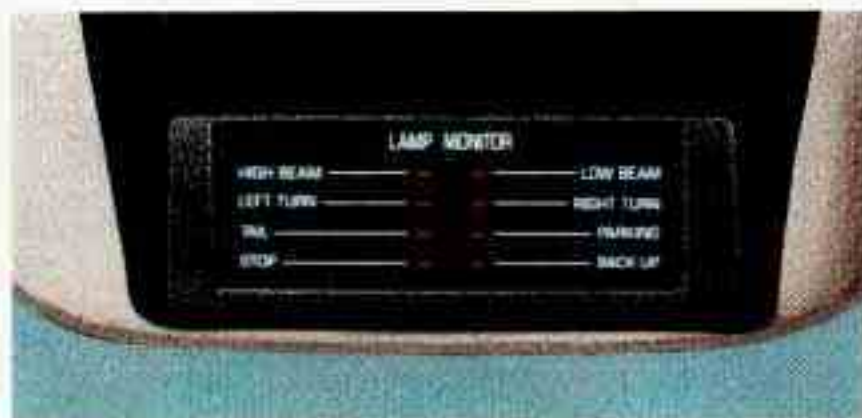 LAMP MONITOR
HIGH BEAM LOW BEAM
LEFT TURN RIGHT TURN
TAIL PARKING
STOP BACK UP